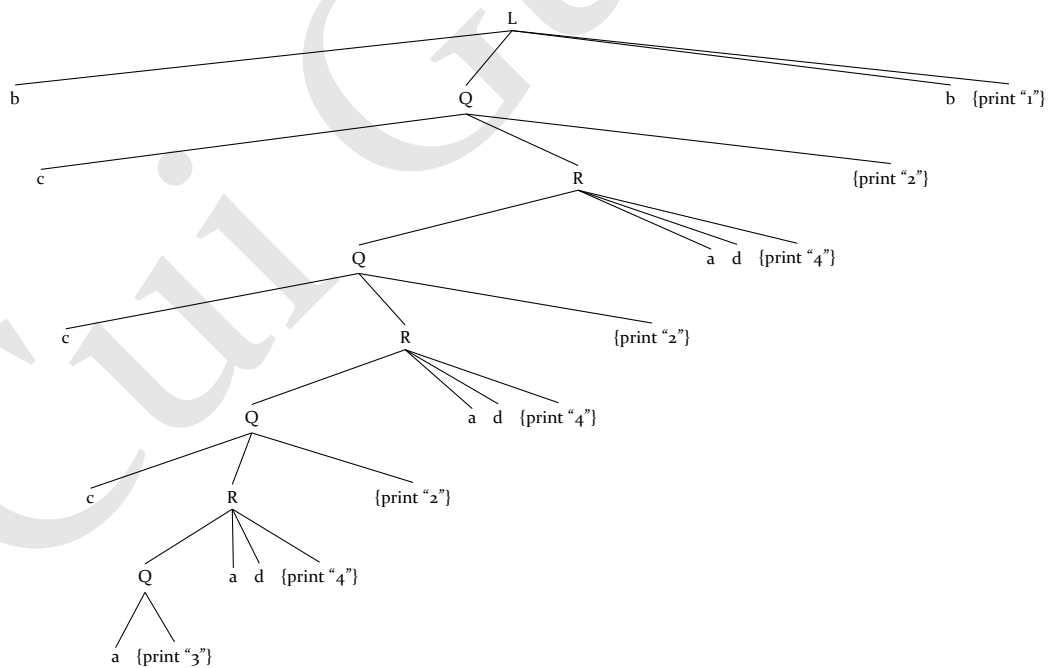 L
b b {print “1”}
Q
c {print “2”}
R
a d {print “4”}
Q
c {print “2”}
R
a d {print “4”}
Q
c R {print “2”}
Q a d {print “4”}
a {print “3”}